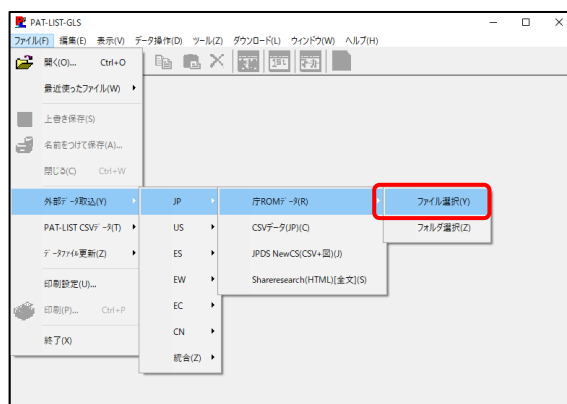 PAT-LIST-GLS
ファイル(F) 編集(E) 表示(V) データ操作(D) ツール(Z) ダウンロード(L) ウィンドウ(W) ヘルプ(H)
開く(O)... Ctrl+O
最近使ったファイル(W)
上書き保存(S)
名前をつけて保存(A)...
閉じる(C) Ctrl+W
外部データ取込(Y) JP 庁ROMデータ(R) ファイル選択(Y)
PAT-LIST CSVデータ(T) US CSVデータ(JP)(C) フォルダ選択(Z)
データファイル更新(Z) ES JPDS NewCS(CSV+図)(J)
印刷設定(U)... EW Shareresearch(HTML)[全文](S)
印刷(P)... Ctrl+P EC
終了(X) CN
統合(Z)